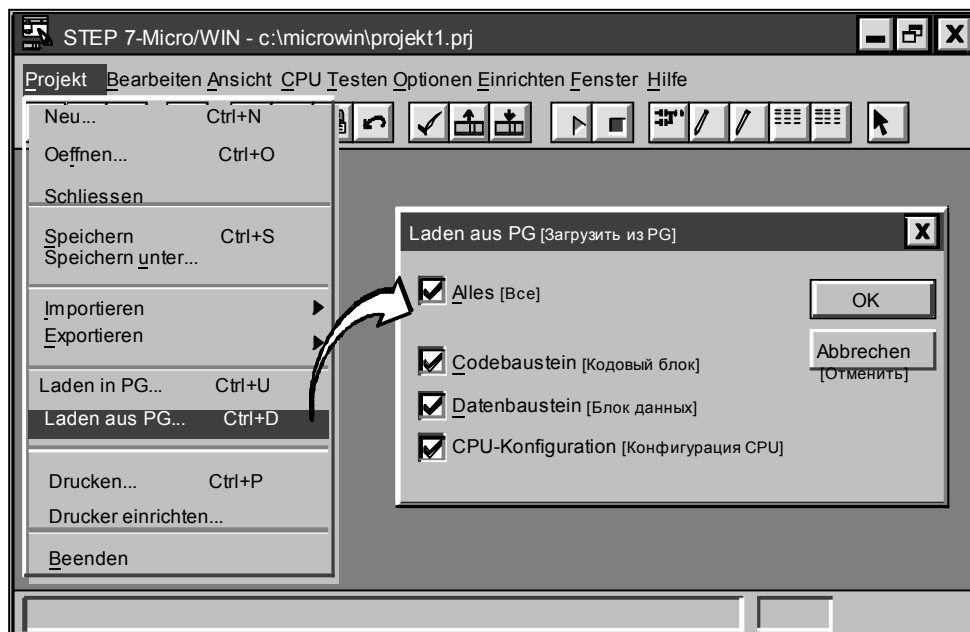 STEP 7-Micro/WIN - c:\microwin\projekt1.prj
Projekt Bearbeiten Ansicht CPU Testen Optionen Einrichten Fenster Hilfe
Neu... Ctrl+N
Oeffnen... Ctrl+O
Schliessen
Speichern Ctrl+S
Speichern unter...
Importieren
Exportieren
Laden in PG... Ctrl+U
Laden aus PG... Ctrl+D
Drucken... Ctrl+P
Drucker einrichten...
Beenden
Laden aus PG [Загрузить из PG]
Alles [Все]
Codebaustein [Кодовый блок]
Datenbaustein [Блок данных]
CPU-Konfiguration [Конфигурация CPU]
OK
Abbrechen
[Отменить]